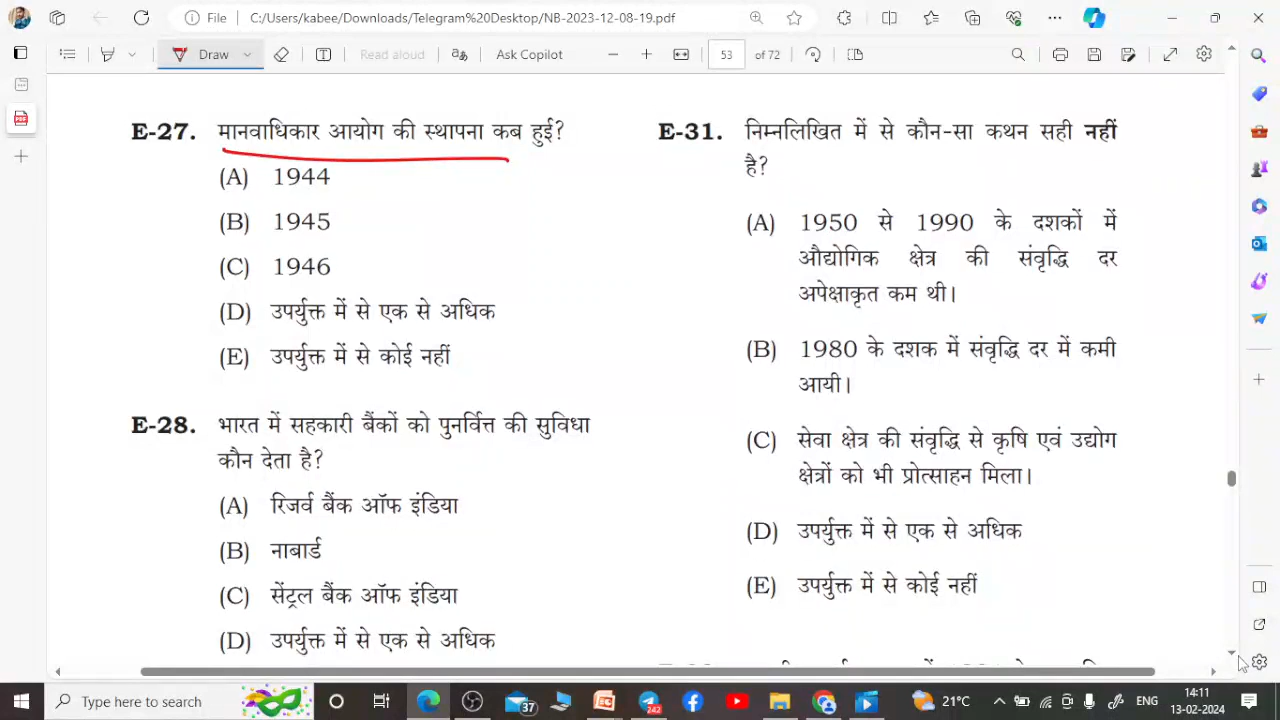 File
C:/Users/kabee/Downloads/Telegram%20Desktop/NB-2023-12-08-19.pdf
Draw
Read aloud
Ask Copilot
53
of 72
E-27. मानवाधिकार आयोग की स्थापना कब हुई?
(A) 1944
(B) 1945
(C) 1946
(D) उपर्युक्त में से एक से अधिक
(E) उपर्युक्त में से कोई नहीं
E-28. भारत में सहकारी बैंकों को पुनर्वित्त की सुविधा
कौन देता है?
(A) रिजर्व बैंक ऑफ इंडिया
(B) नाबार्ड
(C) सेंट्रल बैंक ऑफ इंडिया
(D) उपर्युक्त में से एक से अधिक
E-31. निम्नलिखित में से कौन-सा कथन सही नहीं
है?
(A) 1950 से 1990 के दशकों में
औद्योगिक क्षेत्र की संवृद्धि दर
अपेक्षाकृत कम थी।
(B) 1980 के दशक में संवृद्धि दर में कमी
आयी।
(C) सेवा क्षेत्र की संवृद्धि से कृषि एवं उद्योग
क्षेत्रों को भी प्रोत्साहन मिला।
(D) उपर्युक्त में से एक से अधिक
(E) उपर्युक्त में से कोई नहीं
Type here to search
37
242
21°C
ENG
14:11
13-02-2024